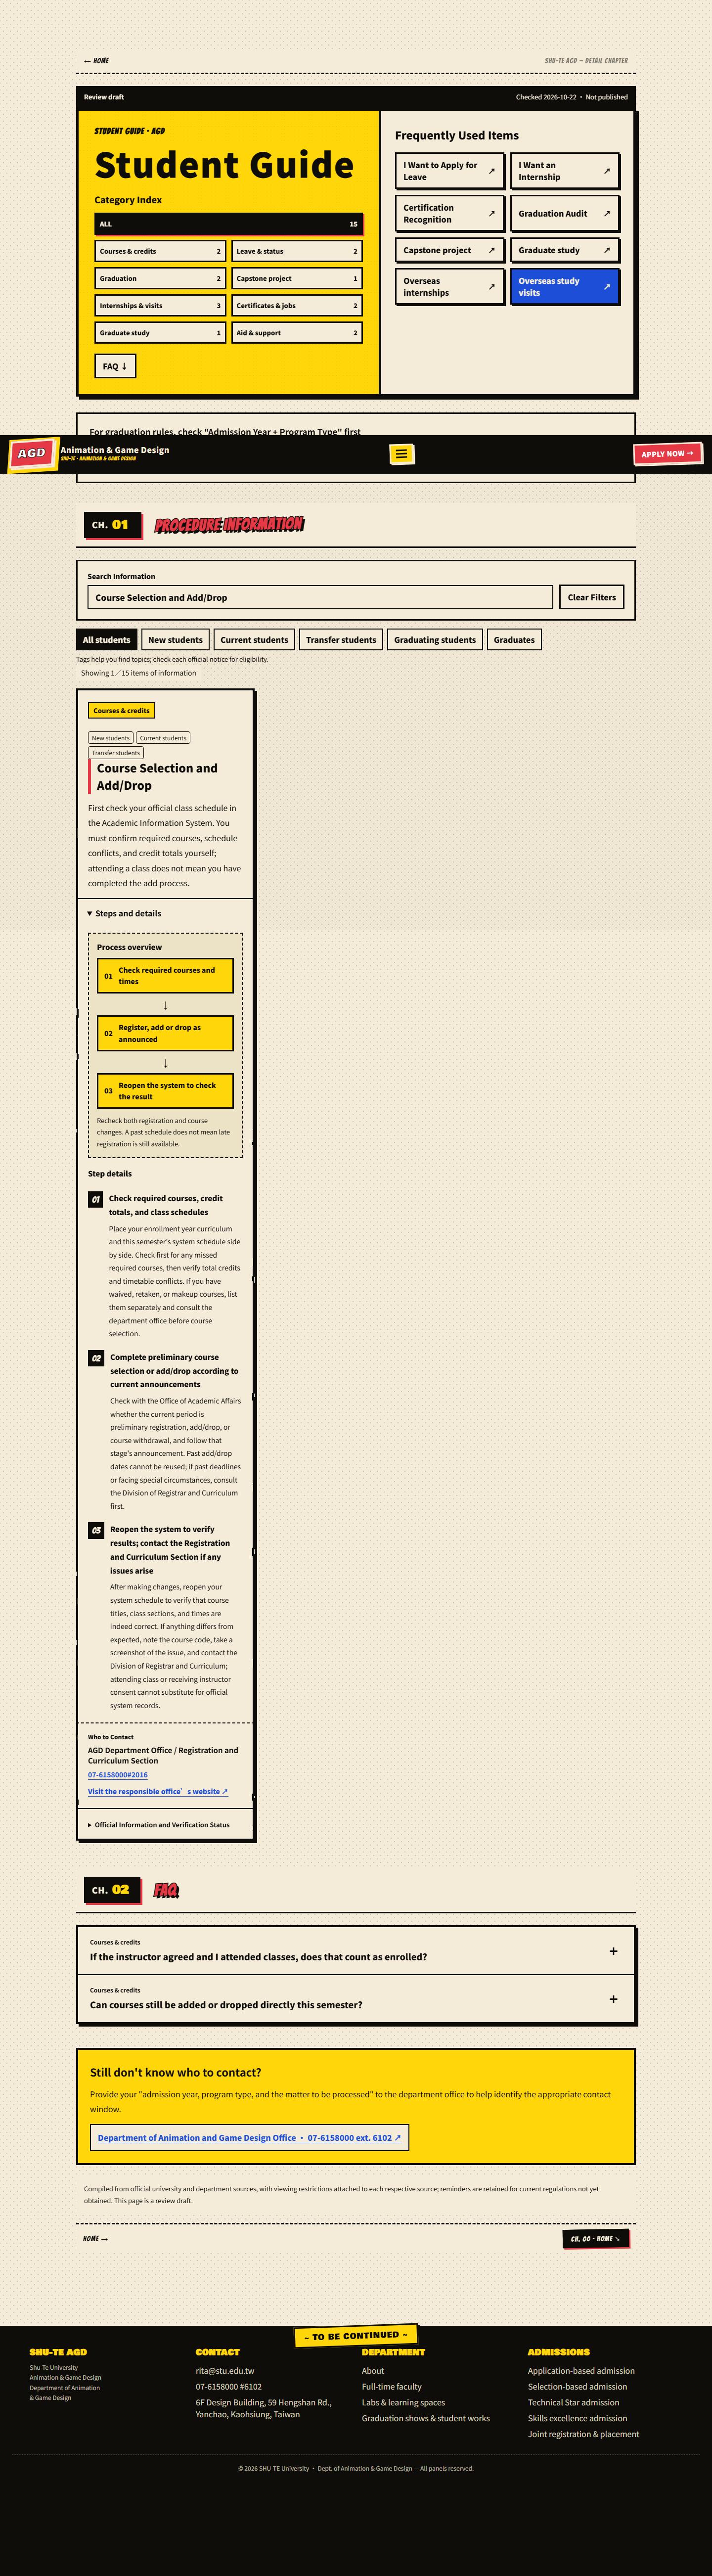 ← HOME
SHU-TE AGD — DETAIL CHAPTER
Review draft
Checked 2026-10-22 ・ Not published
STUDENT GUIDE · AGD
Student Guide
Category Index
ALL 15
Courses & credits 2
Leave & status 2
Graduation 2
Capstone project 1
Internships & visits 3
Certificates & jobs 2
Graduate study 1
Aid & support 2
FAQ ↓
Frequently Used Items
I Want to Apply for
Leave ↗
I Want an
Internship ↗
Certification
Recognition ↗
Graduation Audit ↗
Capstone project ↗
Graduate study ↗
Overseas
internships ↗
Overseas study
visits ↗
For graduation rules, check "Admission Year + Program Type" first
AGD
Animation & Game Design
SHU-TE · ANIMATION & GAME DESIGN
APPLY NOW →
CH. 01
PROCEDURE INFORMATION
Search Information
Course Selection and Add/Drop
Clear Filters
All students
New students
Current students
Transfer students
Graduating students
Graduates
Tags help you find topics; check each official notice for eligibility.
Showing 1／15 items of information
Courses & credits
New students
Current students
Transfer students
Course Selection and
Add/Drop
First check your official class schedule in
the Academic Information System. You
must confirm required courses, schedule
conflicts, and credit totals yourself;
attending a class does not mean you have
completed the add process.
▼ Steps and details
Process overview
01 Check required courses and
times
↓
02 Register, add or drop as
announced
↓
03 Reopen the system to check
the result
Recheck both registration and course
changes. A past schedule does not mean late
registration is still available.
Step details
01 Check required courses, credit
totals, and class schedules
Place your enrollment year curriculum
and this semester's system schedule side
by side. Check first for any missed
required courses, then verify total credits
and timetable conflicts. If you have
waived, retaken, or makeup courses, list
them separately and consult the
department office before course
selection.
02 Complete preliminary course
selection or add/drop according to
current announcements
Check with the Office of Academic Affairs
whether the current period is
preliminary registration, add/drop, or
course withdrawal, and follow that
stage's announcement. Past add/drop
dates cannot be reused; if past deadlines
or facing special circumstances, consult
the Division of Registrar and Curriculum
first.
03 Reopen the system to verify
results; contact the Registration
and Curriculum Section if any
issues arise
After making changes, reopen your
system schedule to verify that course
titles, class sections, and times are
indeed correct. If anything differs from
expected, note the course code, take a
screenshot of the issue, and contact the
Division of Registrar and Curriculum;
attending class or receiving instructor
consent cannot substitute for official
system records.
Who to Contact
AGD Department Office / Registration and
Curriculum Section
07-6158000#2016
Visit the responsible office’s website ↗
▶ Official Information and Verification Status
CH. 02
FAQ
Courses & credits
If the instructor agreed and I attended classes, does that count as enrolled? +
Courses & credits
Can courses still be added or dropped directly this semester? +
Still don't know who to contact?
Provide your "admission year, program type, and the matter to be processed" to the department office to help identify the appropriate contact
window.
Department of Animation and Game Design Office ・ 07-6158000 ext. 6102 ↗
Compiled from official university and department sources, with viewing restrictions attached to each respective source; reminders are retained for current regulations not yet
obtained. This page is a review draft.
HOME →
CH. 00 · HOME ↘
~ TO BE CONTINUED ~
SHU-TE AGD
Shu-Te University
Animation & Game Design
Department of Animation
& Game Design
CONTACT
rita@stu.edu.tw
07-6158000 #6102
6F Design Building, 59 Hengshan Rd.,
Yanchao, Kaohsiung, Taiwan
DEPARTMENT
About
Full-time faculty
Labs & learning spaces
Graduation shows & student works
ADMISSIONS
Application-based admission
Selection-based admission
Technical Star admission
Skills excellence admission
Joint registration & placement
© 2026 SHU-TE University ・ Dept. of Animation & Game Design — All panels reserved.